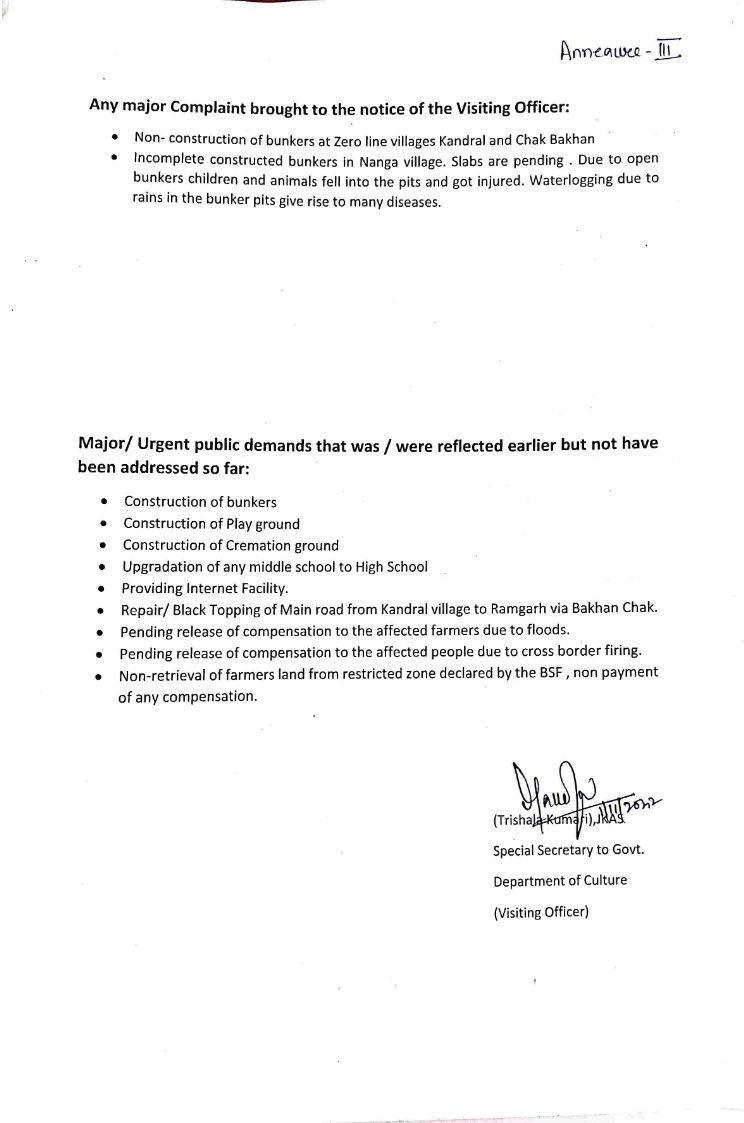 Annexure - III
Any major Complaint brought to the notice of the Visiting Officer:
• Non- construction of bunkers at Zero line villages Kandral and Chak Bakhan
• Incomplete constructed bunkers in Nanga village. Slabs are pending . Due to open
bunkers children and animals fell into the pits and got injured. Waterlogging due to
rains in the bunker pits give rise to many diseases.
Major/ Urgent public demands that was / were reflected earlier but not have
been addressed so far:
• Construction of bunkers
• Construction of Play ground
• Construction of Cremation ground
• Upgradation of any middle school to High School
• Providing Internet Facility.
• Repair/ Black Topping of Main road from Kandral village to Ramgarh via Bakhan Chak.
• Pending release of compensation to the affected farmers due to floods.
• Pending release of compensation to the affected people due to cross border firing.
• Non-retrieval of farmers land from restricted zone declared by the BSF , non payment
of any compensation.
(Trishala Kumari),JKAS
Special Secretary to Govt.
Department of Culture
(Visiting Officer)